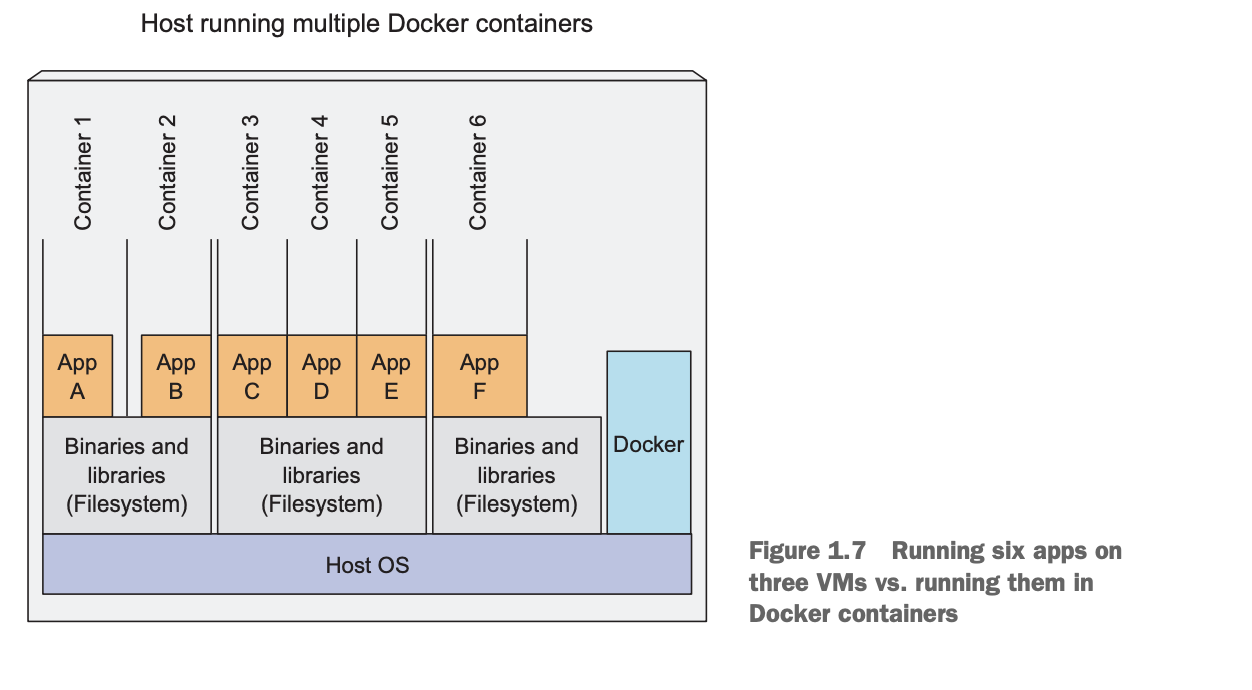 Host running multiple Docker containers
Container 1
Container 2
Container 3
Container 4
Container 5
Container 6
App
A
App
B
App
C
App
D
App
E
App
F
Binaries and
libraries
(Filesystem)
Binaries and
libraries
(Filesystem)
Binaries and
libraries
(Filesystem)
Docker
Host OS
Figure 1.7 Running six apps on
three VMs vs. running them in
Docker containers